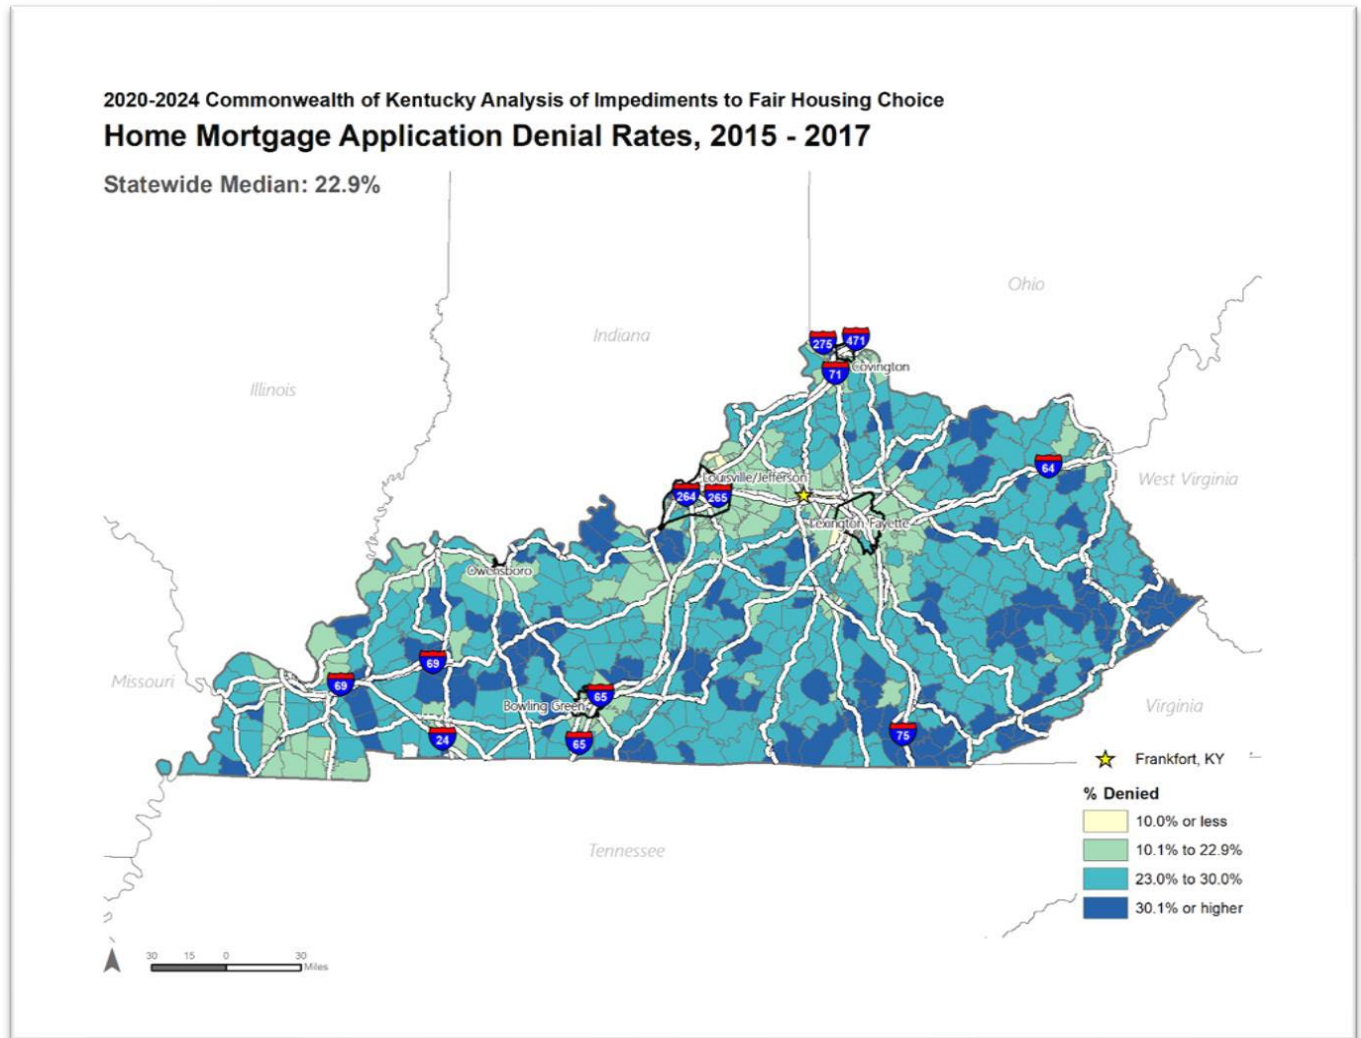 2020-2024 Commonwealth of Kentucky Analysis of Impediments to Fair Housing Choice
Home Mortgage Application Denial Rates, 2015 - 2017
Statewide Median: 22.9%
Ohio
Indiana
275
471
71
Covington
Illinois
64
West Virginia
Louisville/Jefferson
264
265
Lexington-Fayette
Owensboro
69
69
Missouri
65
Bowling Green
Virginia
24
65
75
Frankfort, KY
% Denied
10.0% or less
10.1% to 22.9%
23.0% to 30.0%
30.1% or higher
Tennessee
30 15 0 30
Miles